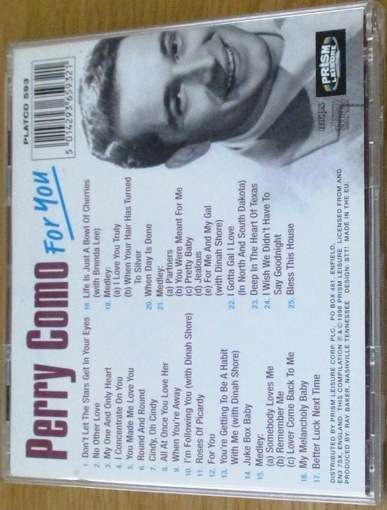 Perry Como For You
1 Don't Let The Stars Get In Your Eyes
2. No Other Love
3. My One And Only Heart
4. I Concentrate On You
5. You Made Me Love You
6. Round And Round
7. Cindy, Oh Cindy
8. All At Once You Love Her
9. When You're Away
10. I'm Following You (with Dinah Shore)
11. Roses Of Picardy
12. For You
13. You're Getting To Be A Habit
With Me (with Dinah Shore)
14. Juke Box Baby
15. Medley:
(a) Somebody Loves Me
(b) Remember Me
(c) Lover Come Back To Me
16. My Melancholy Baby
17. Better Luck Next Time
18 Life Is Just A Bowl Of Cherries
(with Brenda Lee)
19. Medley:
(a) I Love You Truly
(b) When Your Hair Has Turned
To Silver
20. When Day Is Done
21 Medley:
(a) Partners
(b) You Were Meant For Me
(c) Pretty Baby
(d) Jealous
(e) For Me And My Gal
(with Dinah Shore)
22. I Gotta Gal I Love
(In North And South Dakota)
23. Deep In The Heart Of Texas
24. I Wish We Didn't Have To
Say Goodnight
25. Bless This House
PLATCD 593
PRISM
LEISURE
DISTRIBUTED BY PRISM LEISURE CORP. PLC. PO BOX 481. ENFIELD.
EN3 7SX. ENGLAND. THIS COMPILATION ℗ & © 1998 PRISM LEISURE LICENSED FROM AND
PRODUCED BY RAY BAKER, NASHVILLE TENNESSEE DESIGN: STT MADE IN THE EU.